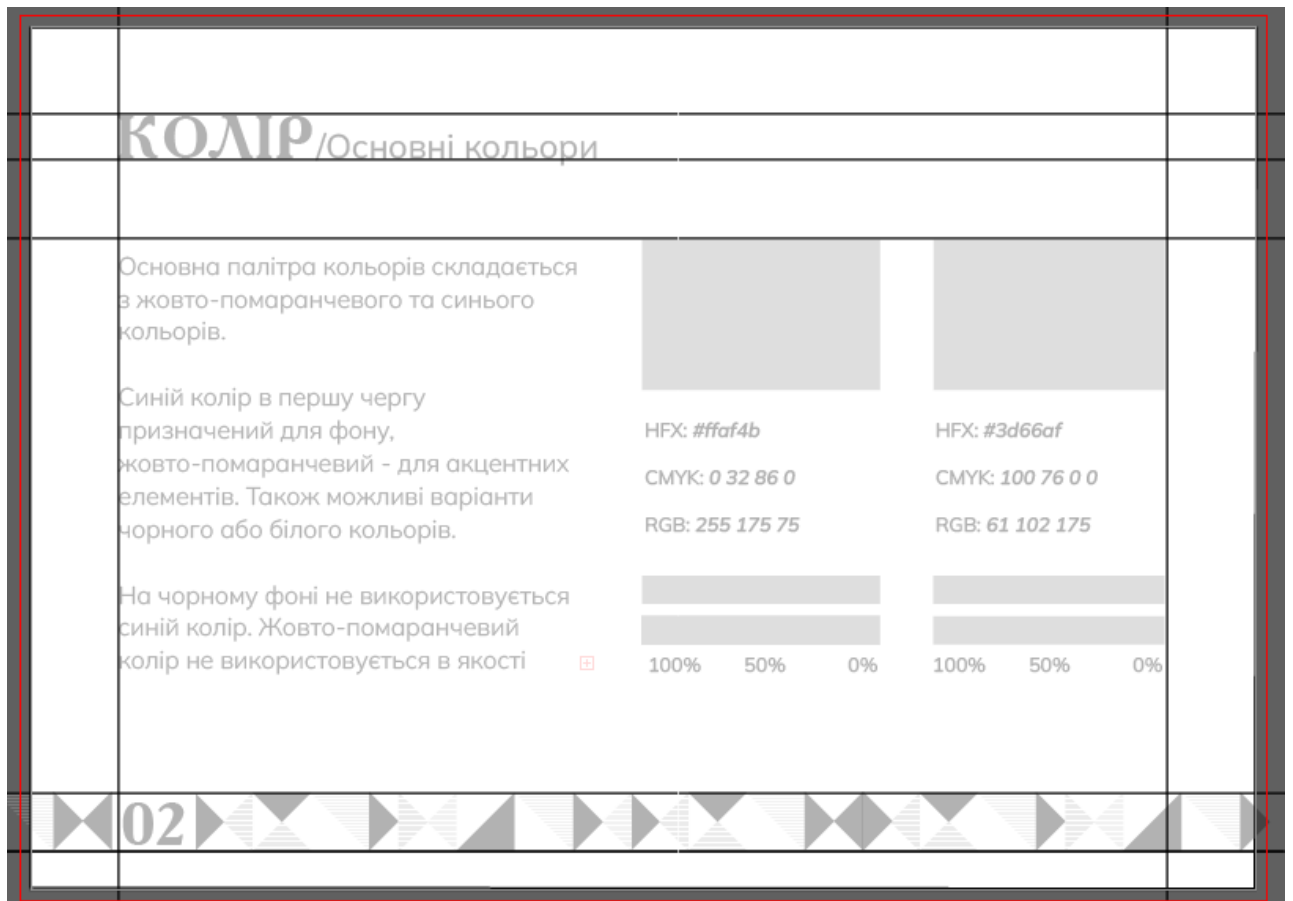 КОЛІР/Основні кольори
Основна палітра кольорів складається
з жовто-помаранчевого та синього
кольорів.
Синій колір в першу чергу
призначений для фону,
жовто-помаранчевий - для акцентних
елементів. Також можливі варіанти
чорного або білого кольорів.
На чорному фоні не використовується
синій колір. Жовто-помаранчевий
колір не використовується в якості
HFX: #ffaf4b
CMYK: 0 32 86 0
RGB: 255 175 75
100% 50% 0%
HFX: #3d66af
CMYK: 100 76 0 0
RGB: 61 102 175
100% 50% 0%
02